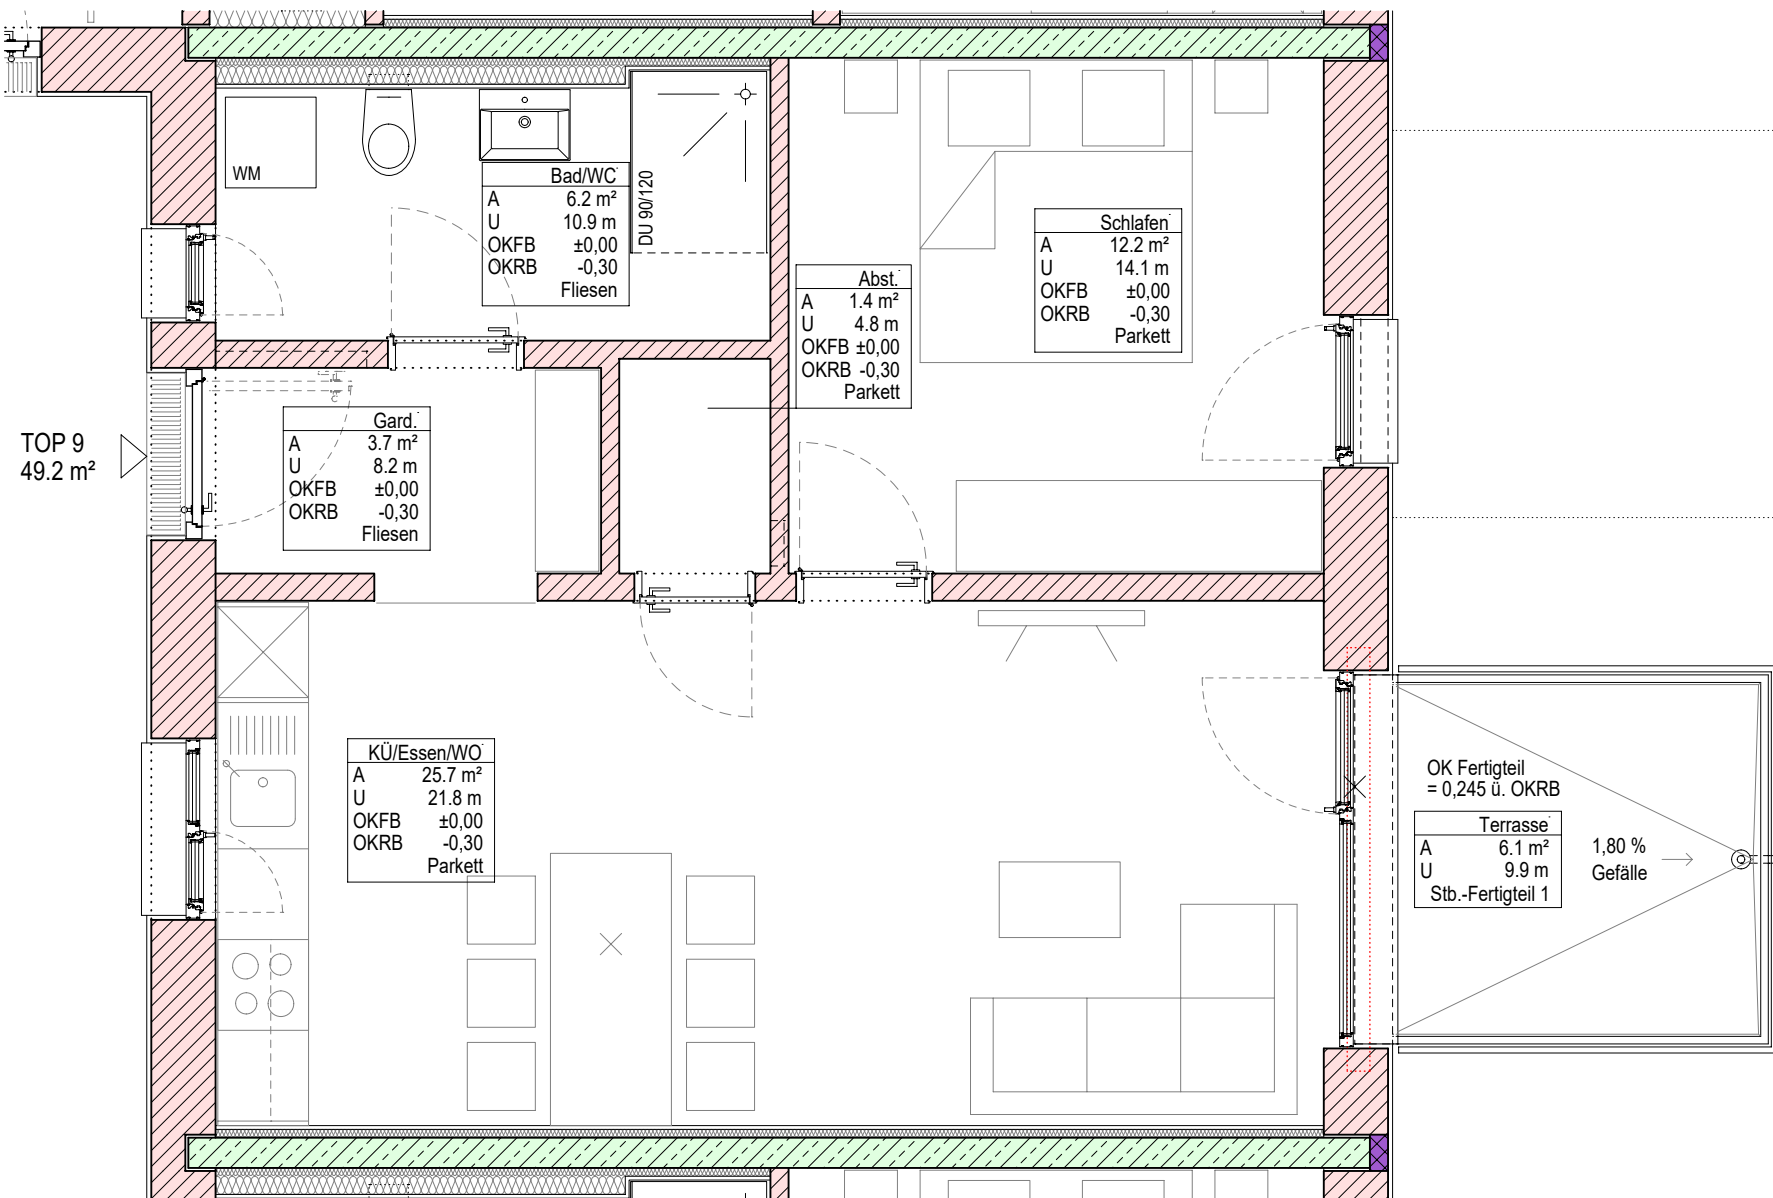 WM
Bad/WC
A 6.2 m²
U 10.9 m
OKFB ±0,00
OKRB -0,30
Fliesen
DU 90/120
Schlafen
A 12.2 m²
U 14.1 m
OKFB ±0,00
OKRB -0,30
Parkett
Abst.
A 1.4 m²
U 4.8 m
OKFB ±0,00
OKRB -0,30
Parkett
TOP 9
49.2 m²
Gard.
A 3.7 m²
U 8.2 m
OKFB ±0,00
OKRB -0,30
Fliesen
KÜ/Essen/WO
A 25.7 m²
U 21.8 m
OKFB ±0,00
OKRB -0,30
Parkett
OK Fertigteil
= 0,245 ü. OKRB
Terrasse
A 6.1 m²
U 9.9 m
Stb.-Fertigteil 1
1,80 %
Gefälle